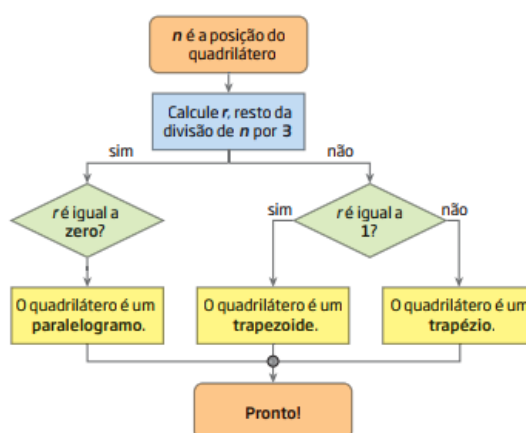 n é a posição do
quadrilátero
Calcule r, resto da
divisão de n por 3
sim
não
r é igual a
zero?
sim
r é igual a
1?
não
O quadrilátero é um
paralelogramo.
O quadrilátero é um
trapezoide.
O quadrilátero é um
trapézio.
Pronto!